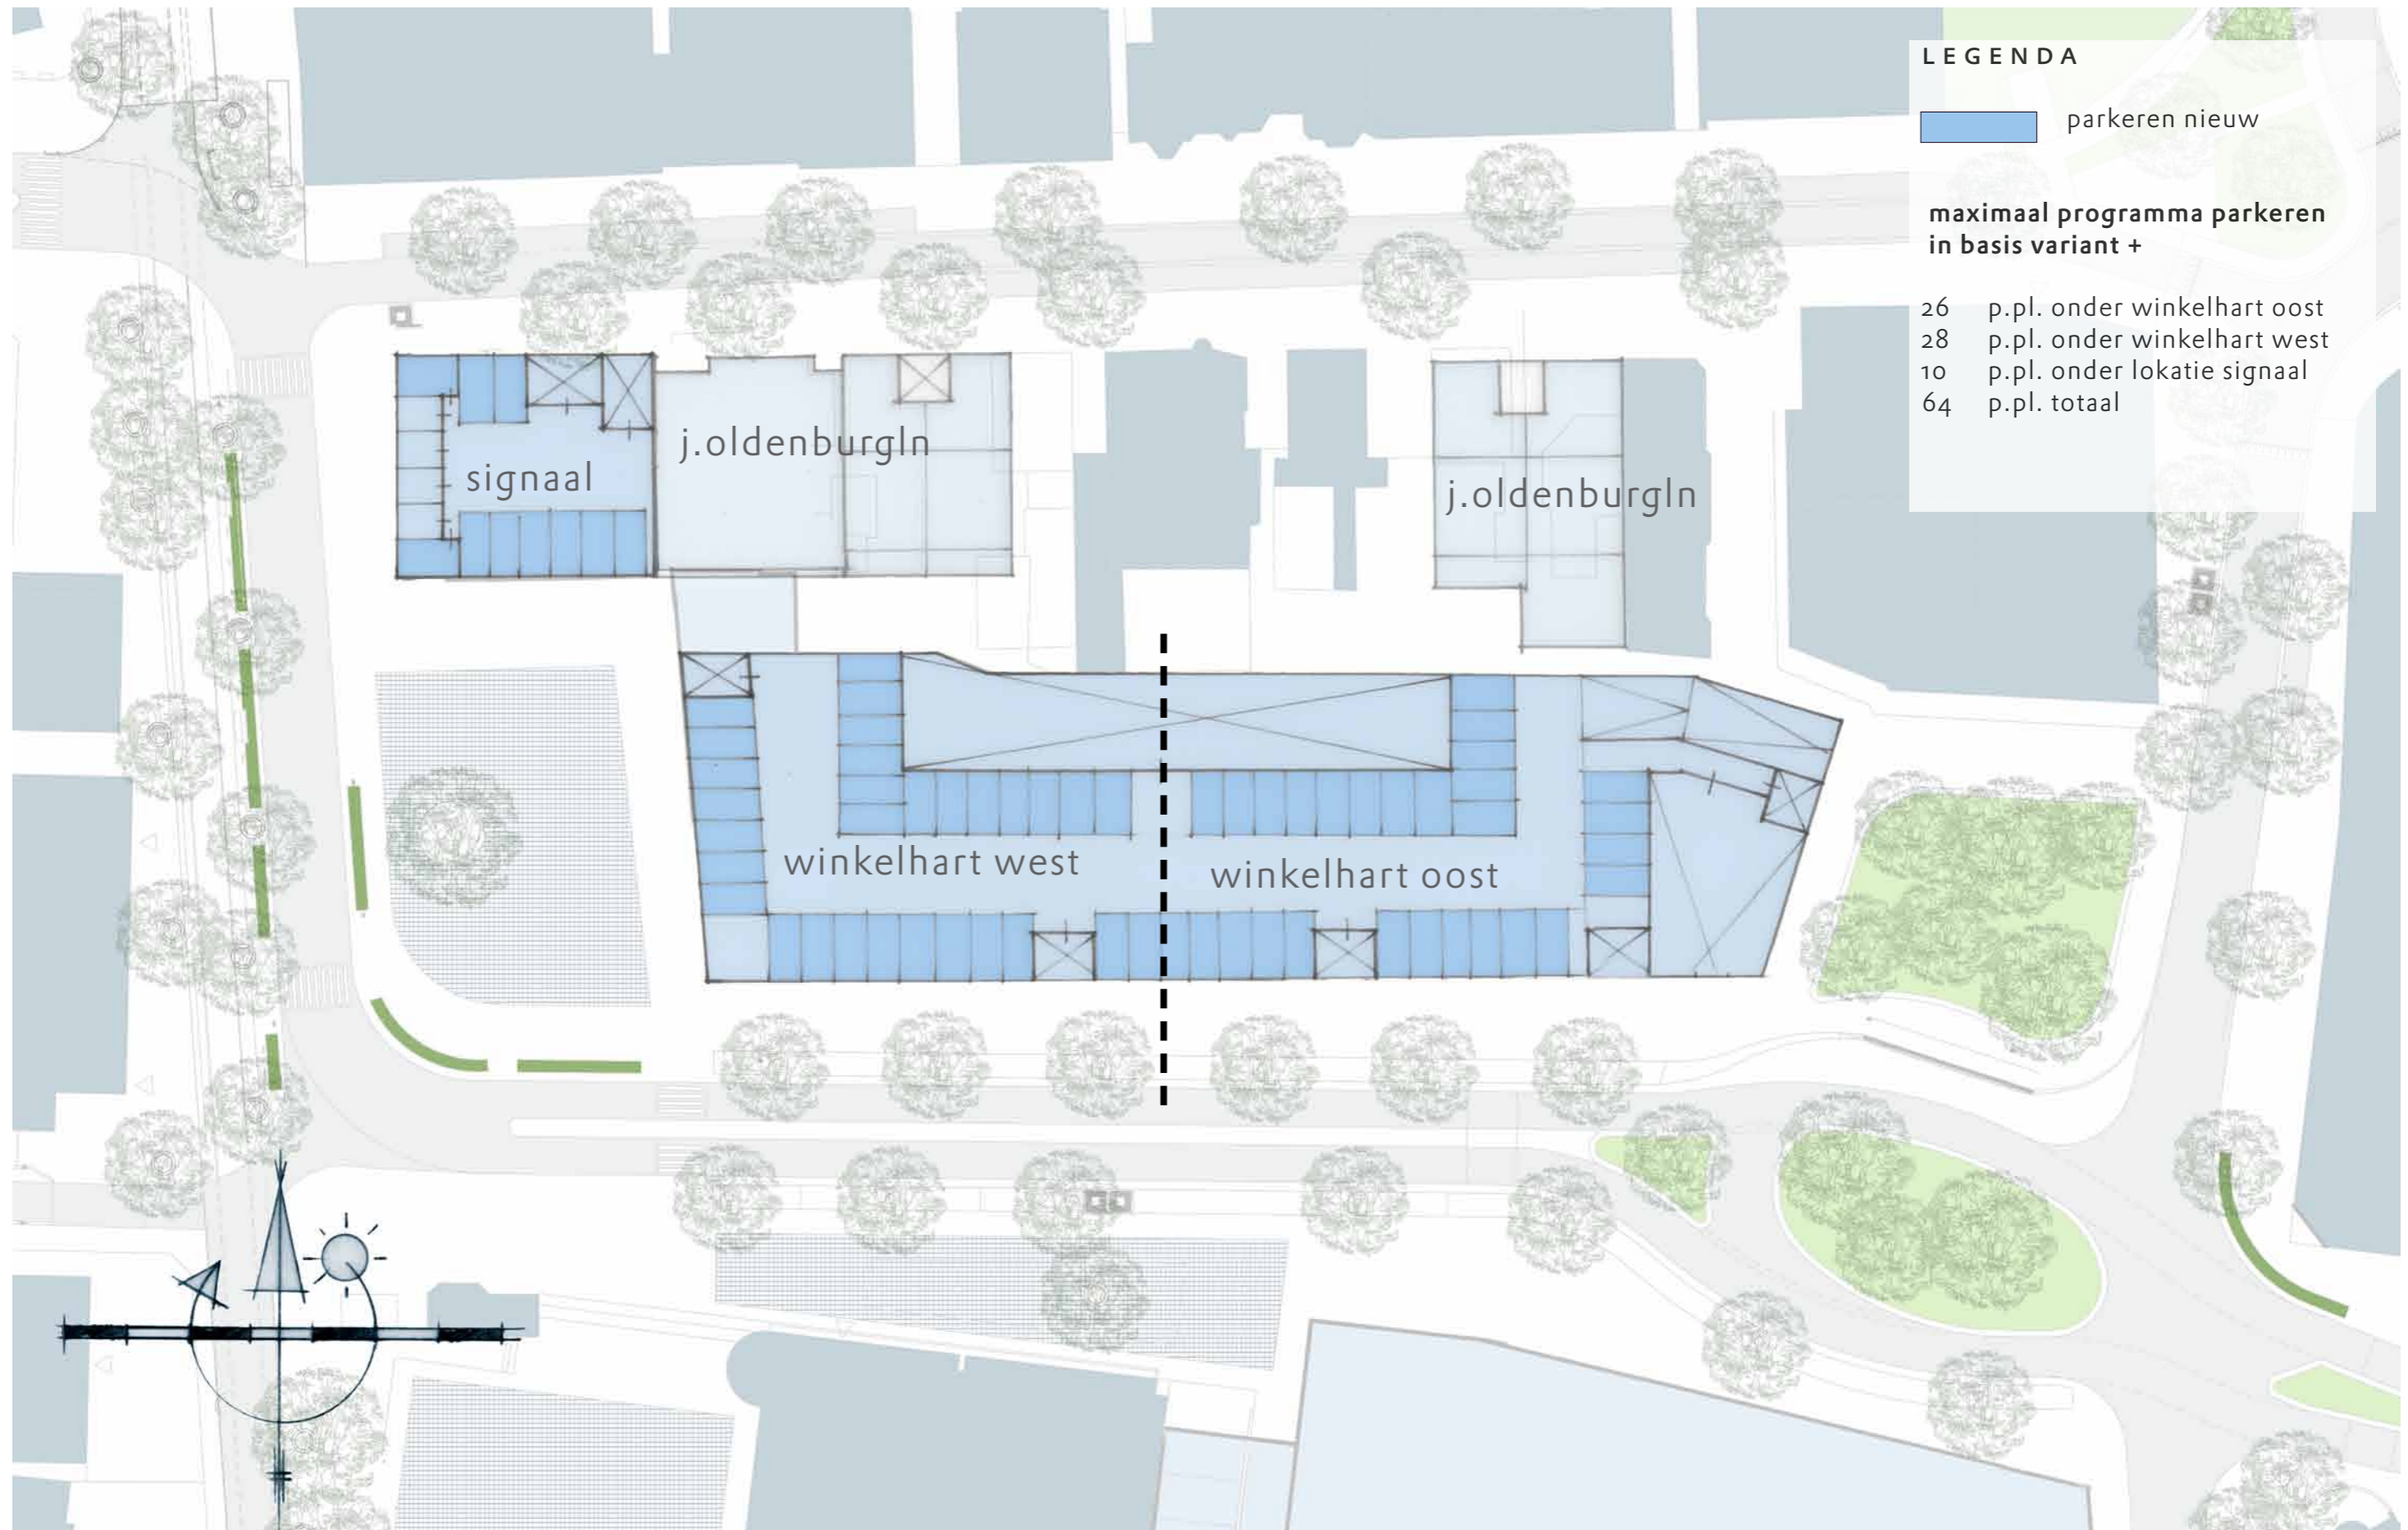 LEGENDA
parkeren nieuw
maximaal programma parkeren
in basis variant +
26 p.pl. onder winkelhart oost
28 p.pl. onder winkelhart west
10 p.pl. onder lokatie signaal
64 p.pl. totaal
j.oldenburgln
signaal
j.oldenburgln
winkelhart west
winkelhart oost